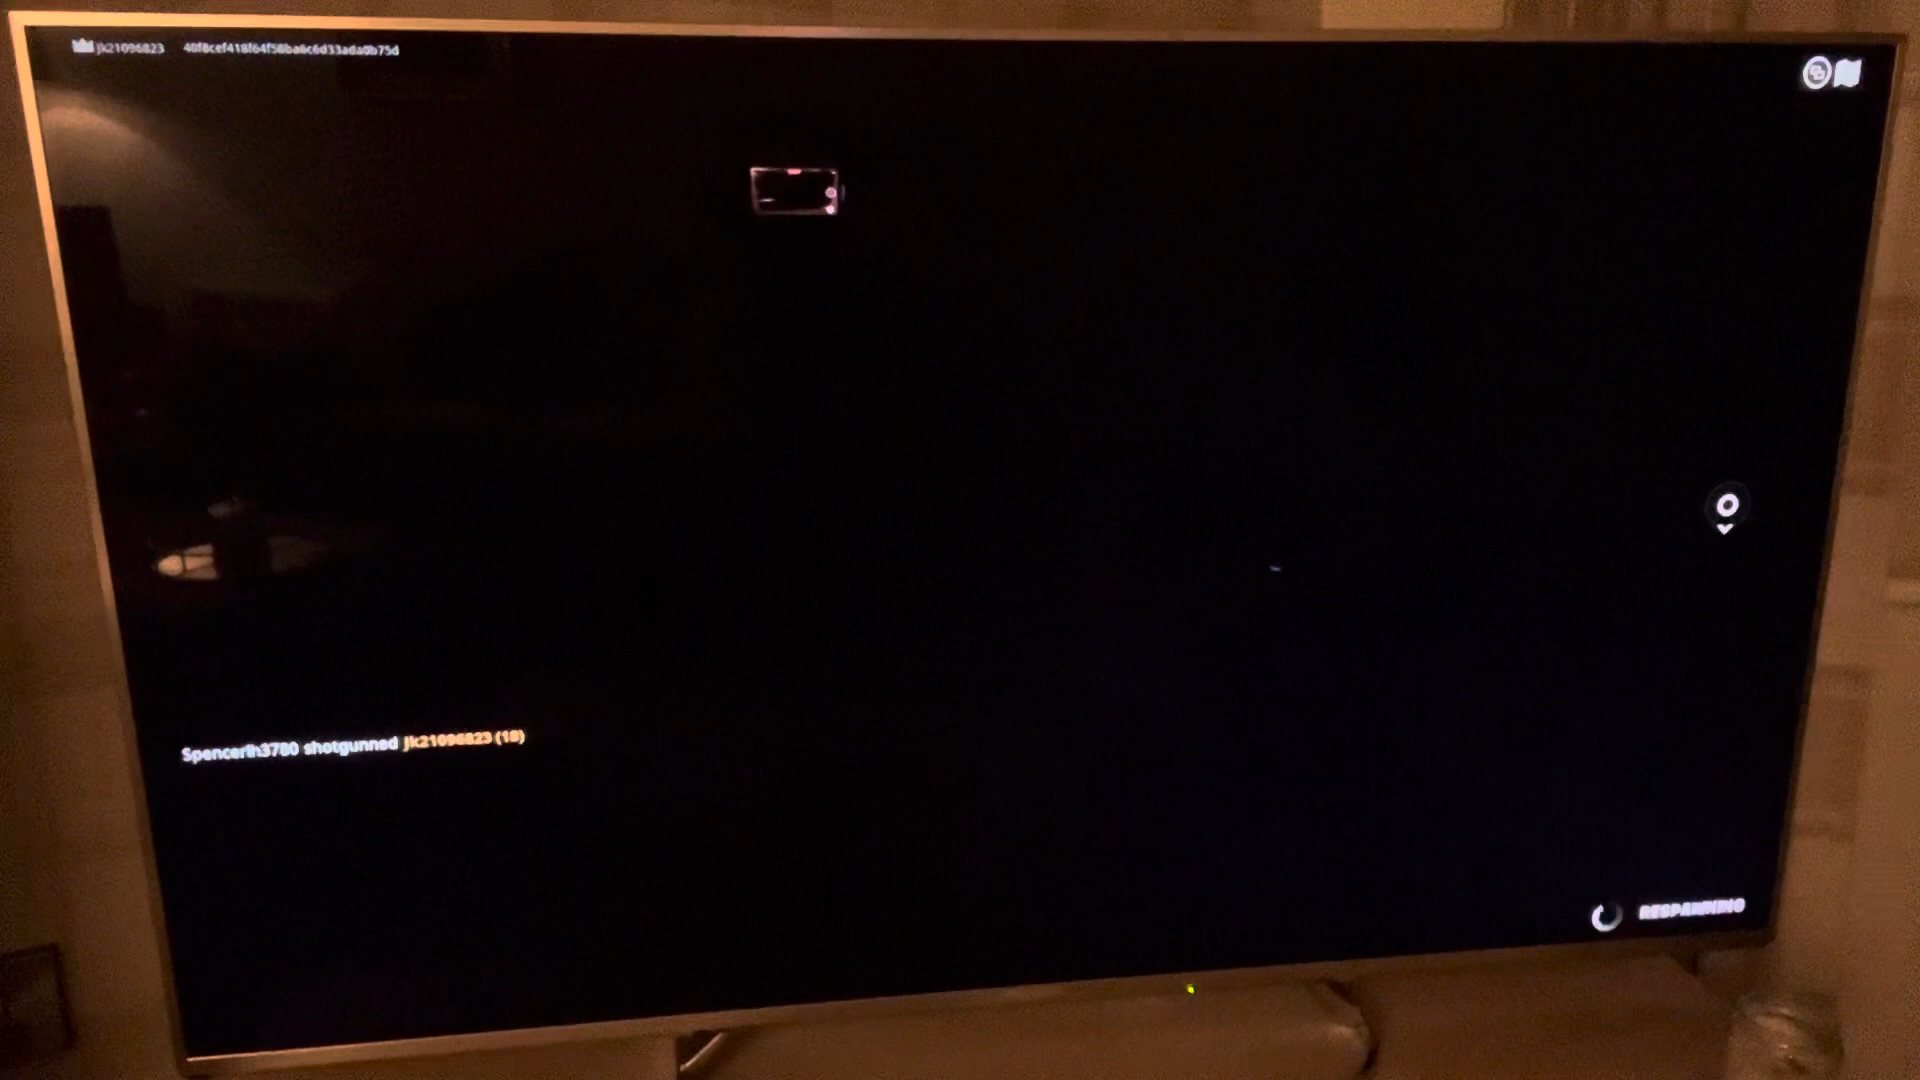 jk21096823 40f8cef418f64f58ba6c6d33ada0b75d
Spencerlh3780 shotgunned jk21096823 (18)
RESPAWNING